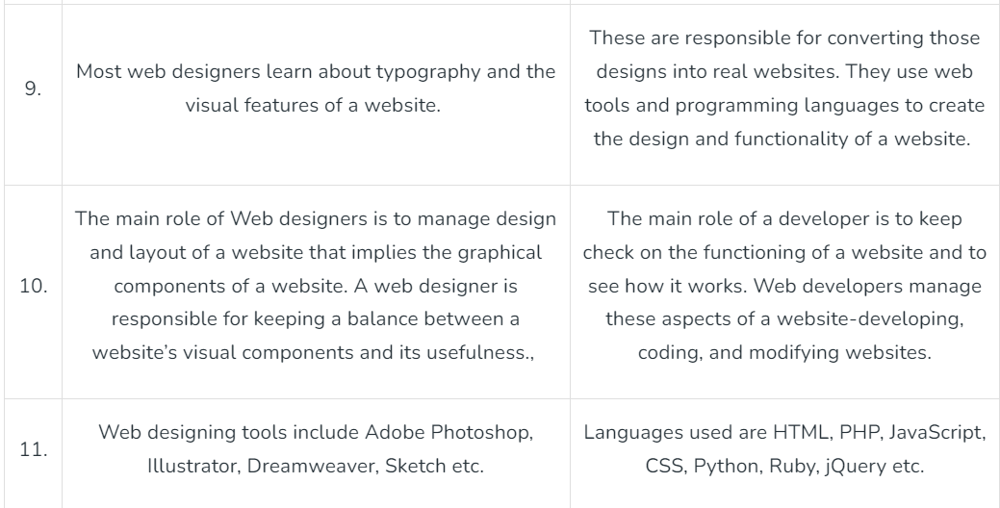 9.
Most web designers learn about typography and the
visual features of a website.
These are responsible for converting those
designs into real websites. They use web
tools and programming languages to create
the design and functionality of a website.
10.
The main role of Web designers is to manage design
and layout of a website that implies the graphical
components of a website. A web designer is
responsible for keeping a balance between a
website’s visual components and its usefulness.,
The main role of a developer is to keep
check on the functioning of a website and to
see how it works. Web developers manage
these aspects of a website-developing,
coding, and modifying websites.
11.
Web designing tools include Adobe Photoshop,
Illustrator, Dreamweaver, Sketch etc.
Languages used are HTML, PHP, JavaScript,
CSS, Python, Ruby, jQuery etc.